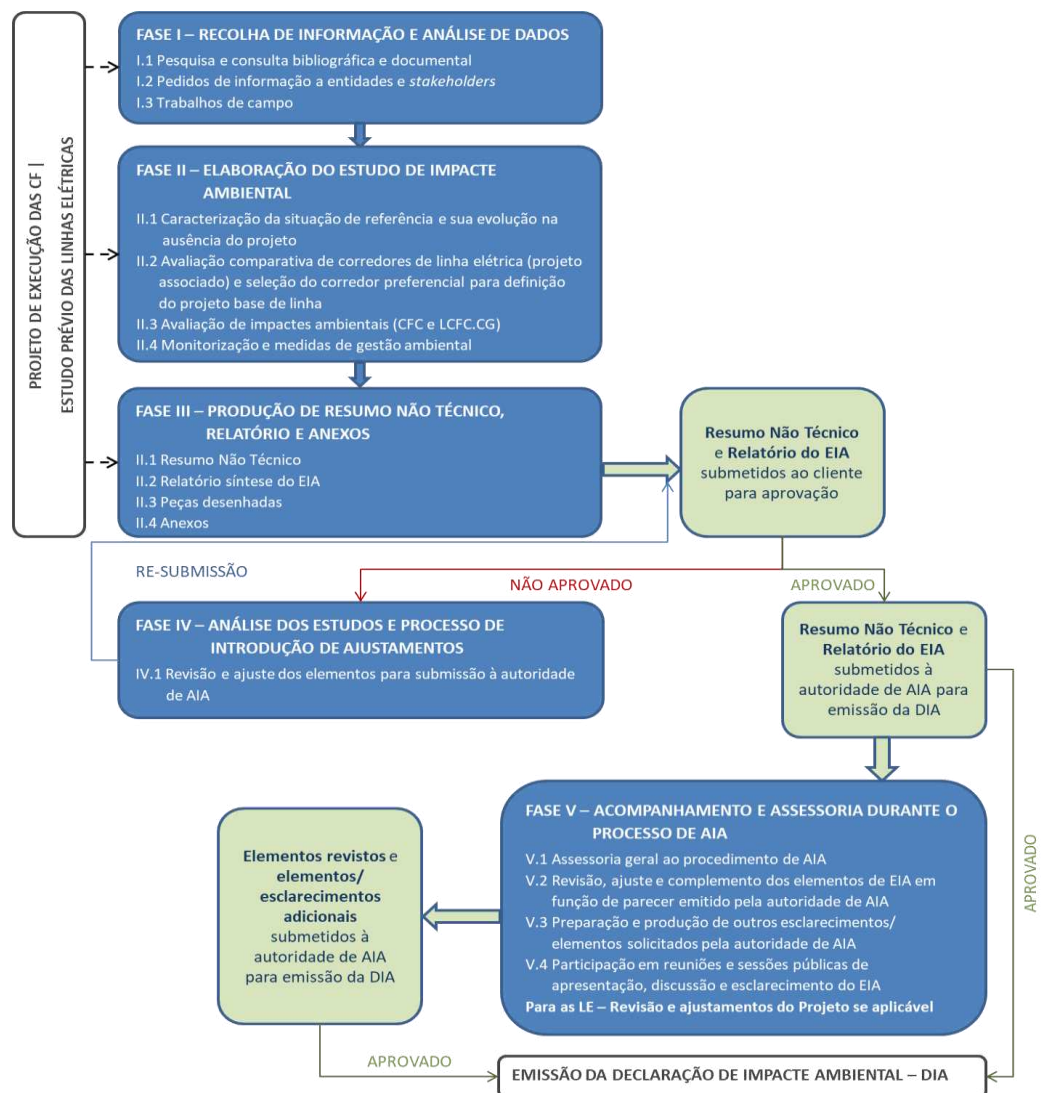 PROJETO DE EXECUÇÃO DAS CF |
ESTUDO PRÉVIO DAS LINHAS ELÉTRICAS
FASE I – RECOLHA DE INFORMAÇÃO E ANÁLISE DE DADOS
I.1 Pesquisa e consulta bibliográfica e documental
I.2 Pedidos de informação a entidades e stakeholders
I.3 Trabalhos de campo
FASE II – ELABORAÇÃO DO ESTUDO DE IMPACTE
AMBIENTAL
II.1 Caracterização da situação de referência e sua evolução na
ausência do projeto
II.2 Avaliação comparativa de corredores de linha elétrica (projeto
associado) e seleção do corredor preferencial para definição
do projeto base de linha
II.3 Avaliação de impactes ambientais (CFC e LCFC.CG)
II.4 Monitorização e medidas de gestão ambiental
FASE III – PRODUÇÃO DE RESUMO NÃO TÉCNICO,
RELATÓRIO E ANEXOS
II.1 Resumo Não Técnico
II.2 Relatório síntese do EIA
II.3 Peças desenhadas
II.4 Anexos
Resumo Não Técnico
e Relatório do EIA
submetidos ao cliente
para aprovação
RE-SUBMISSÃO
NÃO APROVADO
APROVADO
FASE IV – ANÁLISE DOS ESTUDOS E PROCESSO DE
INTRODUÇÃO DE AJUSTAMENTOS
IV.1 Revisão e ajuste dos elementos para submissão à autoridade
de AIA
Resumo Não Técnico e
Relatório do EIA
submetidos à
autoridade de AIA para
emissão da DIA
FASE V – ACOMPANHAMENTO E ASSESSORIA DURANTE O
PROCESSO DE AIA
V.1 Assessoria geral ao procedimento de AIA
V.2 Revisão, ajuste e complemento dos elementos de EIA em
função de parecer emitido pela autoridade de AIA
V.3 Preparação e produção de outros esclarecimentos/
elementos solicitados pela autoridade de AIA
V.4 Participação em reuniões e sessões públicas de
apresentação, discussão e esclarecimento do EIA
Para as LE – Revisão e ajustamentos do Projeto se aplicável
Elementos revistos e
elementos/
esclarecimentos
adicionais
submetidos à
autoridade de AIA
para emissão da DIA
APROVADO
APROVADO
EMISSÃO DA DECLARAÇÃO DE IMPACTE AMBIENTAL – DIA